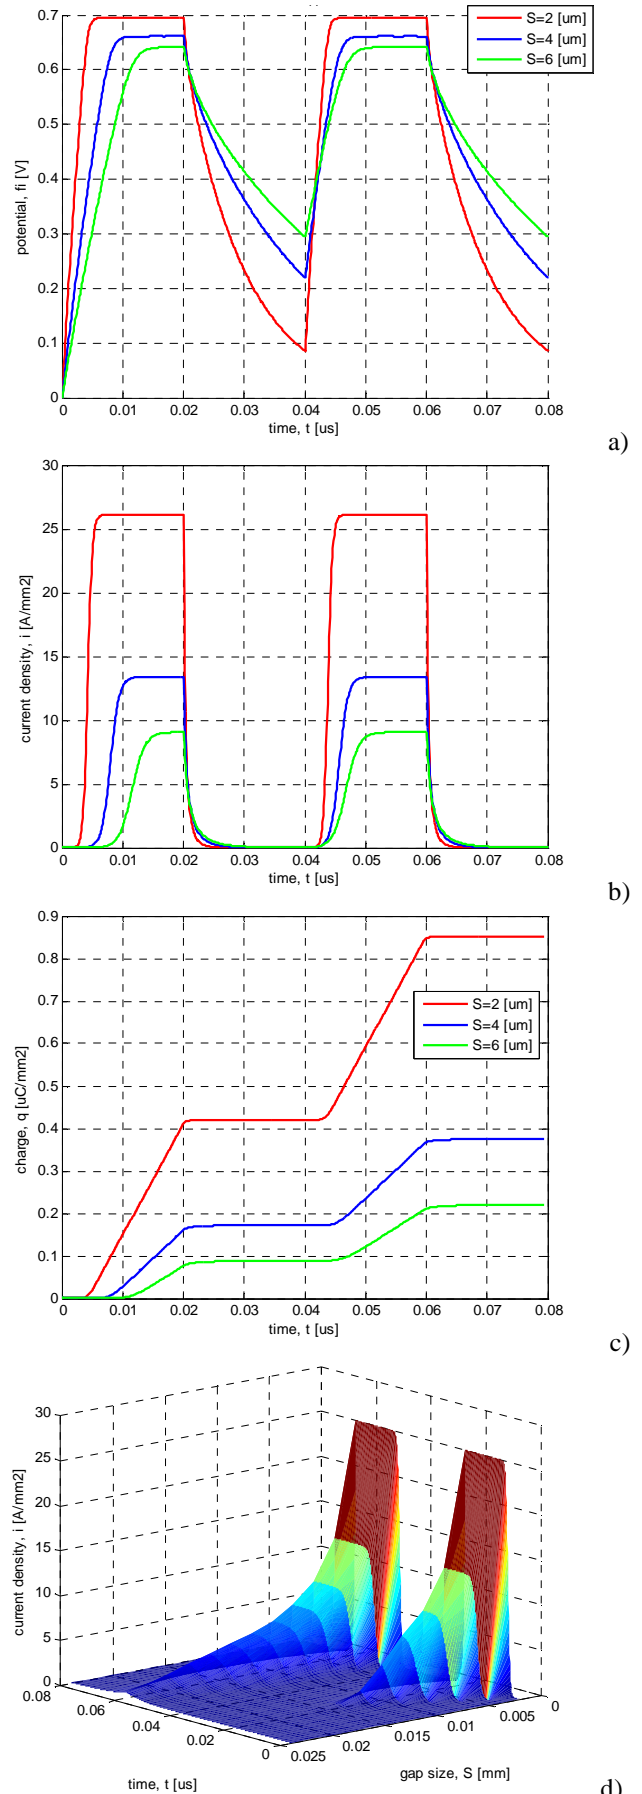 0.7
0.6
0.5
0.4
0.3
0.2
0.1
0
potential, fi [V]
S=2 [um]
S=4 [um]
S=6 [um]
0 0.01 0.02 0.03 0.04 0.05 0.06 0.07 0.08
time, t [us]
a)
30
25
20
15
10
5
0
current density, i [A/mm2]
0 0.01 0.02 0.03 0.04 0.05 0.06 0.07 0.08
time, t [us]
b)
0.9
0.8
0.7
0.6
0.5
0.4
0.3
0.2
0.1
0
charge, q [uC/mm2]
S=2 [um]
S=4 [um]
S=6 [um]
0 0.01 0.02 0.03 0.04 0.05 0.06 0.07 0.08
time, t [us]
c)
30
25
20
15
10
5
0
current density, i [A/mm2]
0.08 0.06 0.04 0.02 0
time, t [us]
0.025 0.02 0.015 0.01 0.005 0
gap size, S [mm]
d)